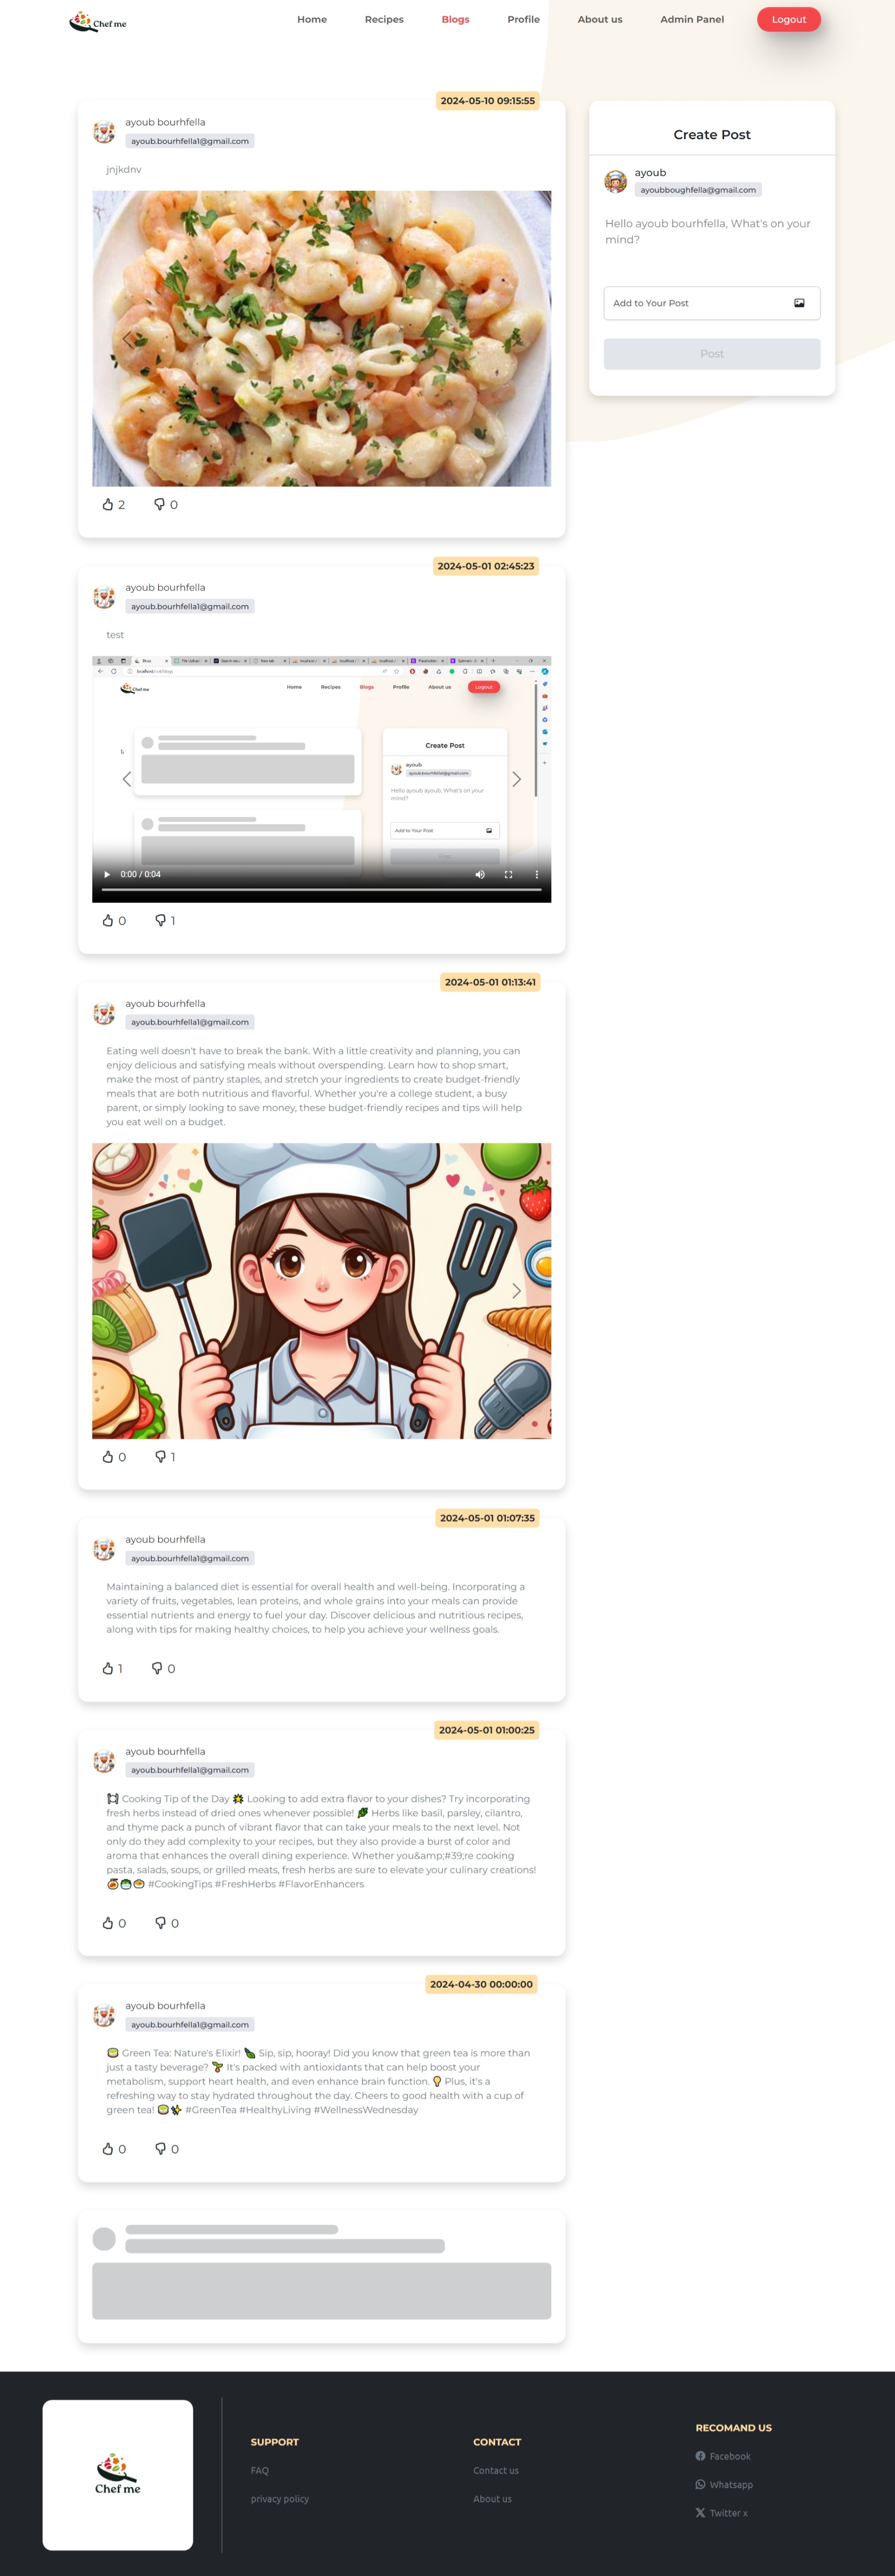 Chef me
Home Recipes Blogs Profile About us Admin Panel Logout
2024-05-10 09:15:55
ayoub bourhfella
ayoub.bourhfella1@gmail.com
jnjkdnv
2 0
Create Post
ayoub
ayoubboughfella@gmail.com
Hello ayoub bourhfella, What's on your
mind?
Add to Your Post
Post
2024-05-01 02:45:23
ayoub bourhfella
ayoub.bourhfella1@gmail.com
test
Chef me
Home Recipes Blogs Profile About us Logout
Create Post
ayoub
ayoub.bourhfella1@gmail.com
Hello ayoub ayoub, What's on your
mind?
Add to Your Post
0:00 / 0:04
0 1
2024-05-01 01:13:41
ayoub bourhfella
ayoub.bourhfella1@gmail.com
Eating well doesn't have to break the bank. With a little creativity and planning, you can
enjoy delicious and satisfying meals without overspending. Learn how to shop smart,
make the most of pantry staples, and stretch your ingredients to create budget-friendly
meals that are both nutritious and flavorful. Whether you're a college student, a busy
parent, or simply looking to save money, these budget-friendly recipes and tips will help
you eat well on a budget.
0 1
2024-05-01 01:07:35
ayoub bourhfella
ayoub.bourhfella1@gmail.com
Maintaining a balanced diet is essential for overall health and well-being. Incorporating a
variety of fruits, vegetables, lean proteins, and whole grains into your meals can provide
essential nutrients and energy to fuel your day. Discover delicious and nutritious recipes,
along with tips for making healthy choices, to help you achieve your wellness goals.
1 0
2024-05-01 01:00:25
ayoub bourhfella
ayoub.bourhfella1@gmail.com
🍽️ Cooking Tip of the Day 🌟 Looking to add extra flavor to your dishes? Try incorporating
fresh herbs instead of dried ones whenever possible! 🌿 Herbs like basil, parsley, cilantro,
and thyme pack a punch of vibrant flavor that can take your meals to the next level. Not
only do they add complexity to your recipes, but they also provide a burst of color and
aroma that enhances the overall dining experience. Whether you&amp;#39;re cooking
pasta, salads, soups, or grilled meats, fresh herbs are sure to elevate your culinary creations!
🍝🥗🍲 #CookingTips #FreshHerbs #FlavorEnhancers
0 0
2024-04-30 00:00:00
ayoub bourhfella
ayoub.bourhfella1@gmail.com
🍵 Green Tea: Nature's Elixir! 🍃 Sip, sip, hooray! Did you know that green tea is more than
just a tasty beverage? 🌱 It's packed with antioxidants that can help boost your
metabolism, support heart health, and even enhance brain function. 💡 Plus, it's a
refreshing way to stay hydrated throughout the day. Cheers to good health with a cup of
green tea! 🍵✨ #GreenTea #HealthyLiving #WellnessWednesday
0 0
Chef me
SUPPORT
FAQ
privacy policy
CONTACT
Contact us
About us
RECOMAND US
Facebook
Whatsapp
Twitter x